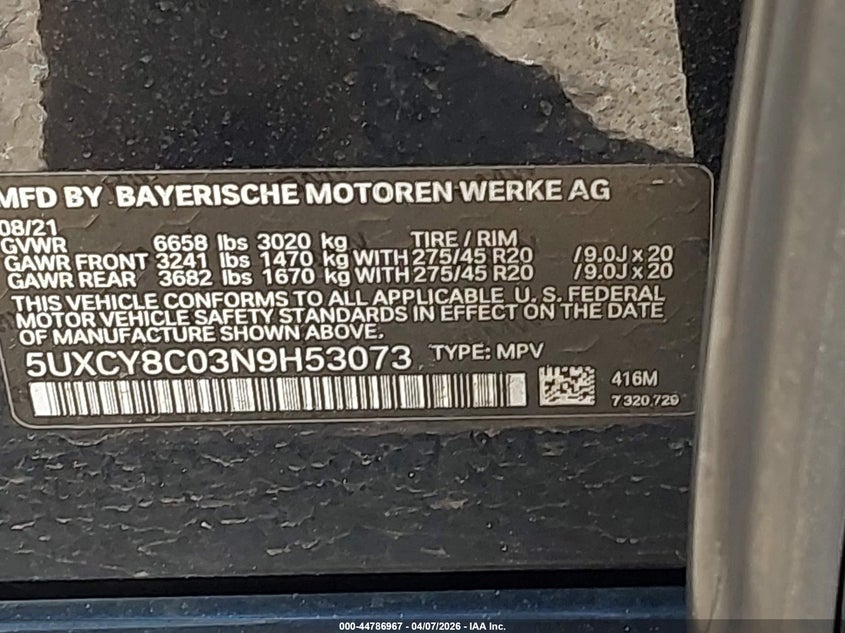 MFD BY BAYERISCHE MOTOREN WERKE AG
08/21
GVWR 6658 lbs 3020 kg TIRE / RIM
GAWR FRONT 3241 lbs 1470 kg WITH 275/45 R20 /9.0J x 20
GAWR REAR 3682 lbs 1670 kg WITH 275/45 R20 /9.0J x 20
THIS VEHICLE CONFORMS TO ALL APPLICABLE U. S. FEDERAL
MOTOR VEHICLE SAFETY STANDARDS IN EFFECT ON THE DATE
OF MANUFACTURE SHOWN ABOVE.
5UXCY8C03N9H53073 TYPE: MPV
416M
7 320 729
000-44786967 - 04/07/2026 - IAA Inc.